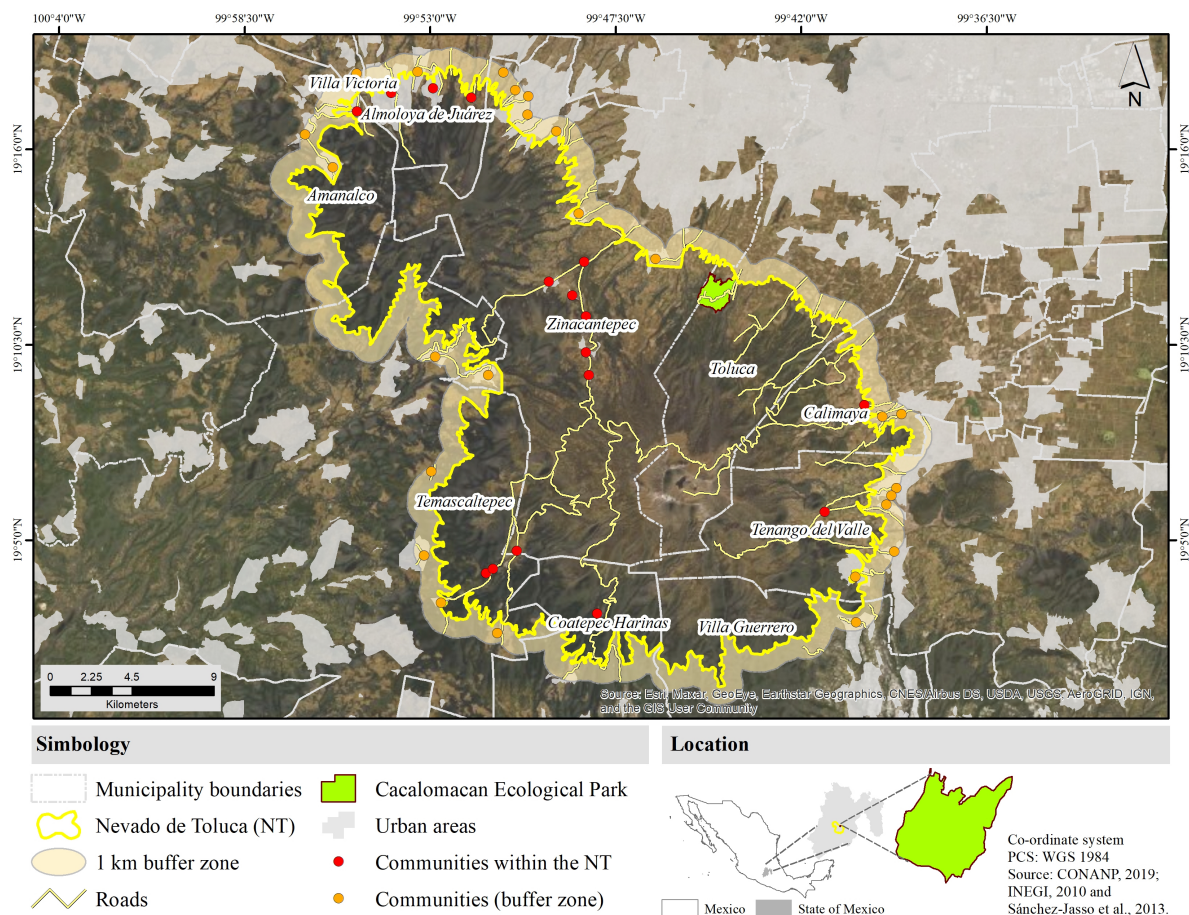 100°4'0"W 99°58'30"W 99°53'0"W 99°47'30"W 99°42'0"W 99°36'30"W
19°16'0"N
19°10'30"N
19°5'0"N
19°16'0"N
19°10'30"N
19°5'0"N
N
Villa Victoria
Almoloya de Juárez
Amanalco
Zinacantepec
Toluca
Calimaya
Temascaltepec
Tenango del Valle
Coatepec Harinas
Villa Guerrero
0 2.25 4.5 9
Kilometers
Source: Esri, Maxar, GeoEye, Earthstar Geographics, CNES/Airbus DS, USDA, USGS, AeroGRID, IGN,
and the GIS User Community
Simbology
Municipality boundaries
Nevado de Toluca (NT)
1 km buffer zone
Roads
Cacalomacan Ecological Park
Urban areas
Communities within the NT
Communities (buffer zone)
Location
Mexico
State of Mexico
Co-ordinate system
PCS: WGS 1984
Source: CONANP, 2019;
INEGI, 2010 and
Sánchez-Jasso et al., 2013.